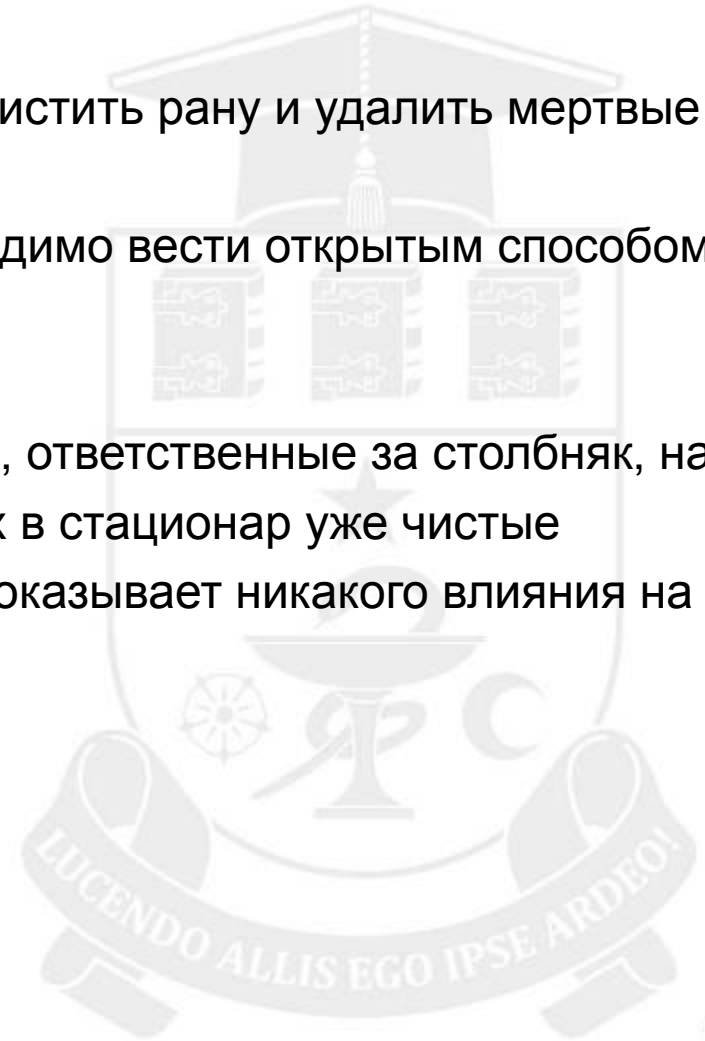 истить рану и удалить мертвые
димо вести открытым способом
, ответственные за столбняк, на
х в стационар уже чистые
оказывает никакого влияния на
LUCENDO ALLIS EGO IPSE ARDEO!